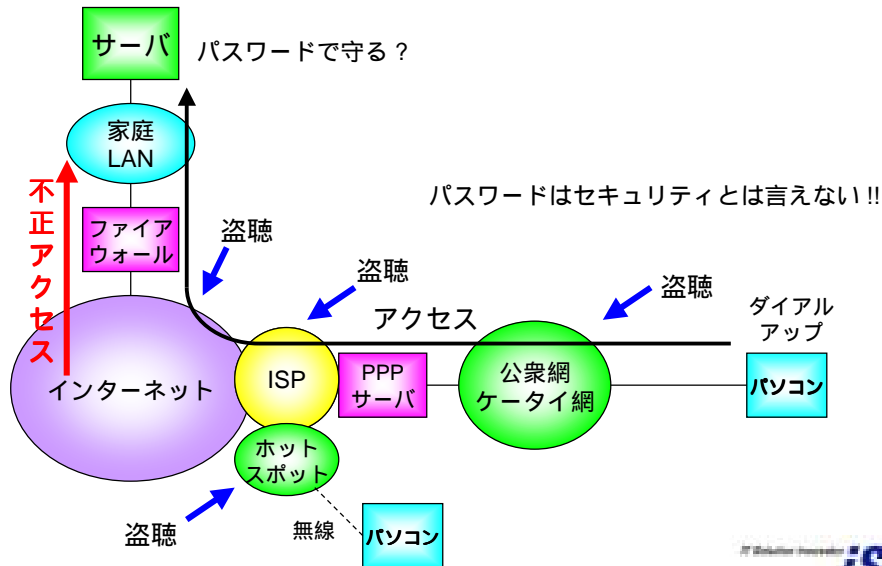 サーバ
パスワードで守る?
家庭
LAN
パスワードはセキュリティとは言えない!!
不正アクセス
ファイア
ウォール
盗聴
盗聴
盗聴
アクセス
ダイアル
アップ
インターネット
ISP
PPP
サーバ
公衆網
ケータイ網
パソコン
ホット
スポット
盗聴
無線
パソコン